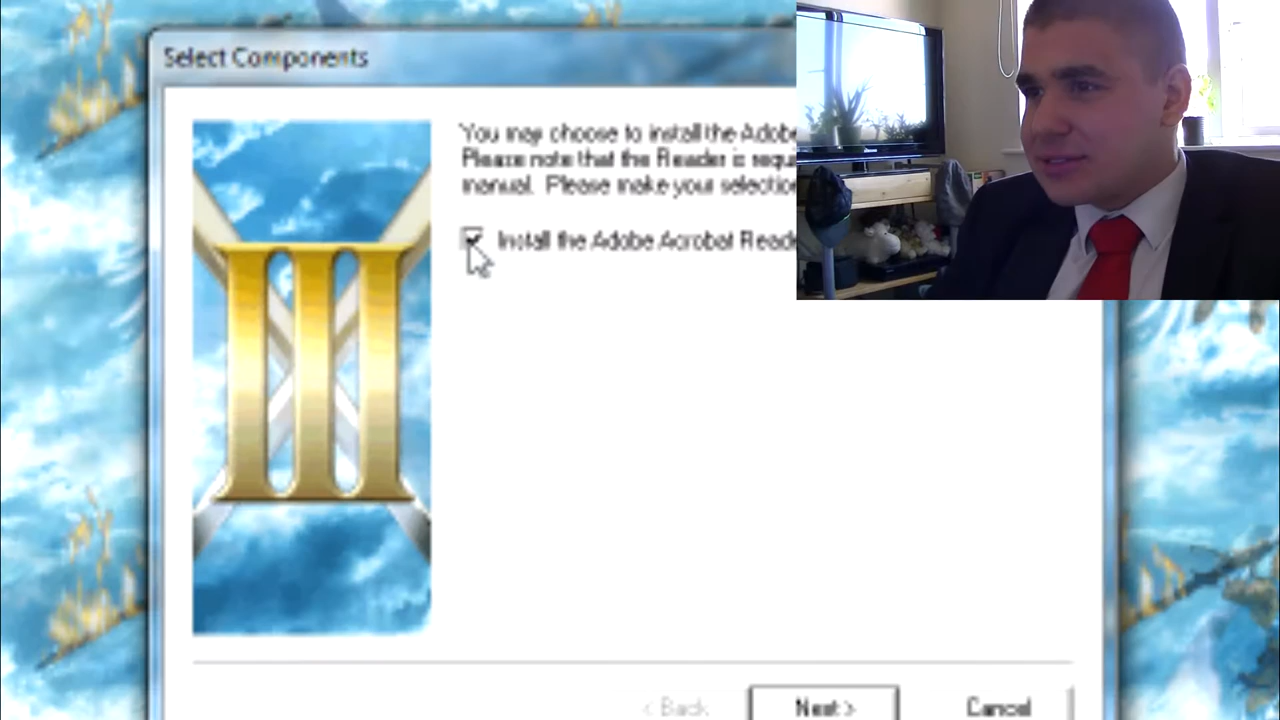 Select Components
You may choose to install the Adobe
Please note that the Reader is requ
manual. Please make your selection
Install the Adobe Acrobat Reade
III
< Back
Next >
Cancel